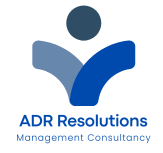 ADR Resolutions
Management Consultancy